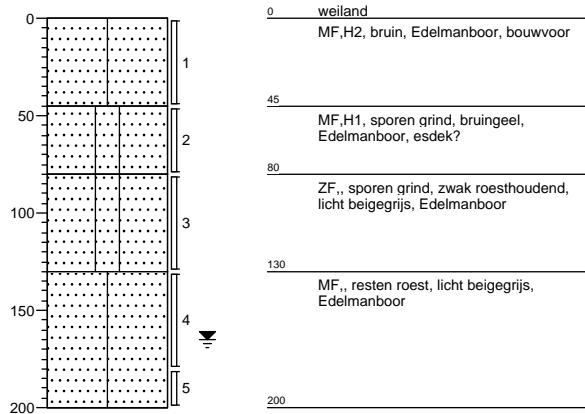 0
50
100
150
200
1
2
3
4
5
0 weiland
MF,H2, bruin, Edelmanboor, bouwvoor
45
MF,H1, sporen grind, bruingeel,
Edelmanboor, esdek?
80
ZF,, sporen grind, zwak roesthoudend,
licht beigegrijs, Edelmanboor
130
MF,, resten roest, licht beigegrijs,
Edelmanboor
200